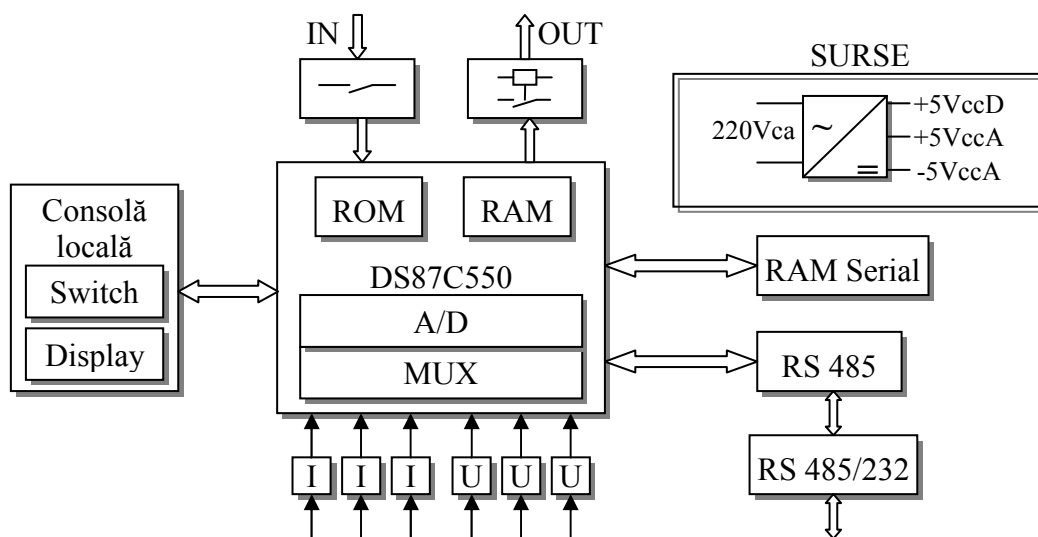 IN
OUT
SURSE
220Vca
~
=
+5VccD
+5VccA
-5VccA
ROM
RAM
Consolă
locală
Switch
Display
DS87C550
A/D
MUX
RAM Serial
RS 485
RS 485/232
I
I
I
U
U
U